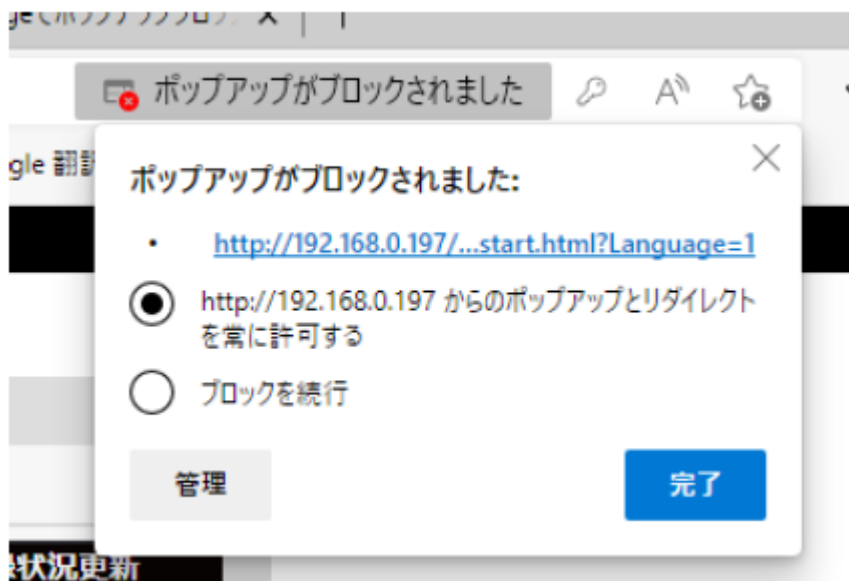 ポップアップがブロックされました
gle 翻訳
ポップアップがブロックされました:
http://192.168.0.197/...start.html?Language=1
http://192.168.0.197 からのポップアップとリダイレクト
を常に許可する
ブロックを続行
管理
完了
状況更新